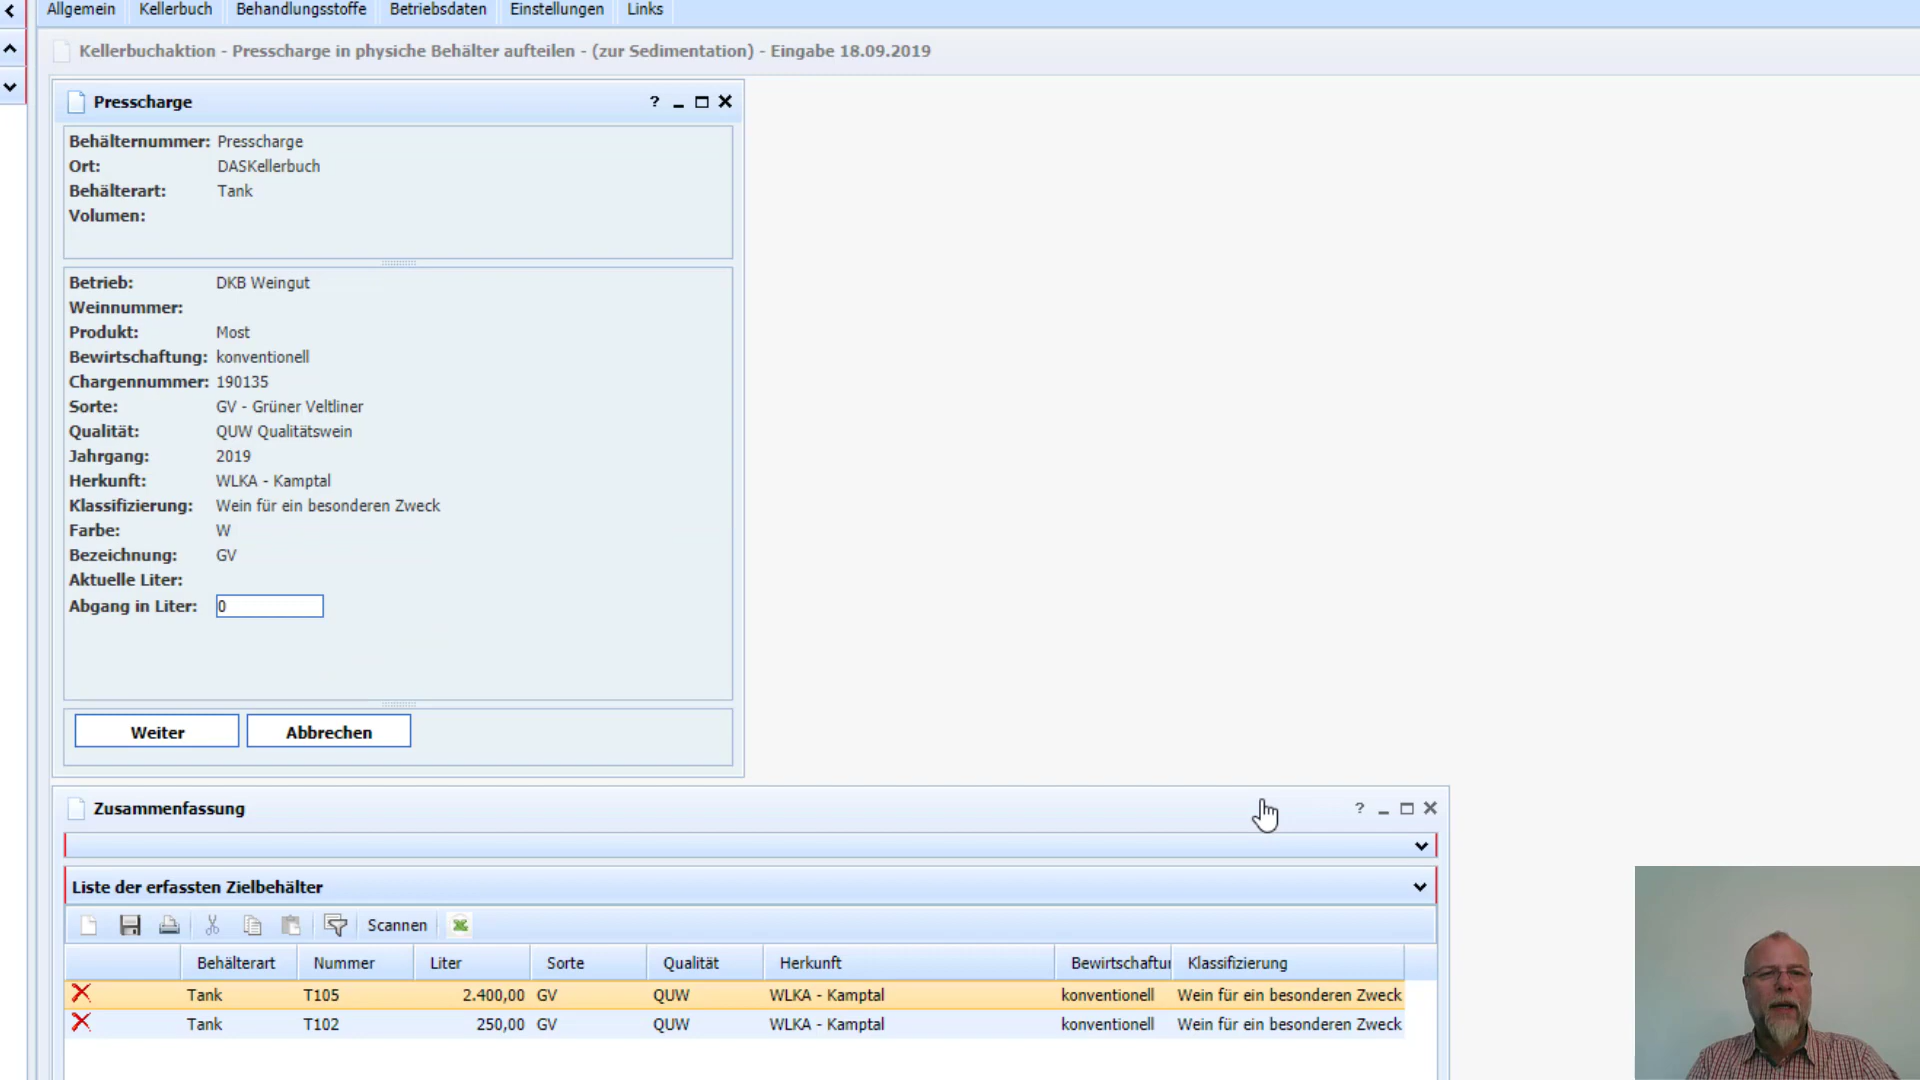 Allgemein Kellerbuch Behandlungsstoffe Betriebsdaten Einstellungen Links
Kellerbuchaktion - Presscharge in physiche Behälter aufteilen - (zur Sedimentation) - Eingabe 18.09.2019
Presscharge ?
Behälternummer: Presscharge
Ort: DASKellerbuch
Behälterart: Tank
Volumen:
Betrieb: DKB Weingut
Weinnummer:
Produkt: Most
Bewirtschaftung: konventionell
Chargennummer: 190135
Sorte: GV - Grüner Veltliner
Qualität: QUW Qualitätswein
Jahrgang: 2019
Herkunft: WLKA - Kamptal
Klassifizierung: Wein für ein besonderen Zweck
Farbe: W
Bezeichnung: GV
Aktuelle Liter:
Abgang in Liter: 0
Weiter Abbrechen
Zusammenfassung ?
Liste der erfassten Zielbehälter
Scannen
Behälterart Nummer Liter Sorte Qualität Herkunft Bewirtschaftur Klassifizierung
Tank T105 2.400,00 GV QUW WLKA - Kamptal konventionell Wein für ein besonderen Zweck
Tank T102 250,00 GV QUW WLKA - Kamptal konventionell Wein für ein besonderen Zweck